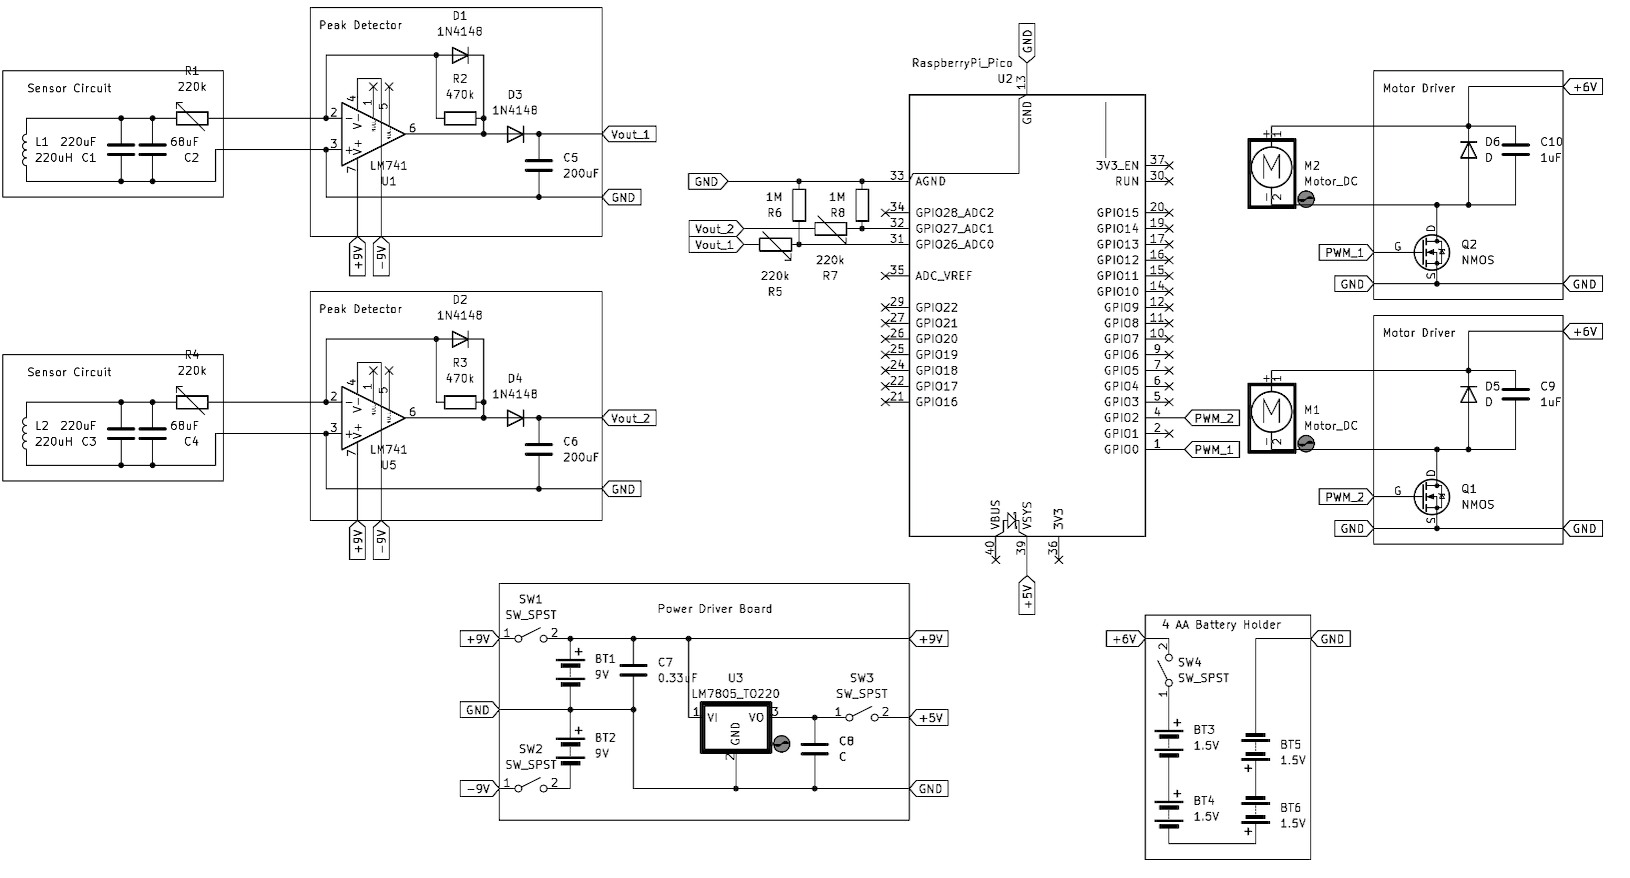 Peak Detector
D1
1N4148
R2
470k
D3
1N4148
R1
220k
Sensor Circuit
L1
220uH
220uF
C1
68uF
C2
2
3
4
1
5
7
6
−
+
V−
V+
LM741
U1
C5
200uF
Vout_1
GND
+9V
-9V
Peak Detector
D2
1N4148
R3
470k
D4
1N4148
R4
220k
Sensor Circuit
L2
220uH
220uF
C3
68uF
C4
2
3
4
1
5
7
6
−
+
V−
V+
LM741
U5
C6
200uF
Vout_2
GND
+9V
-9V
GND
RaspberryPi_Pico
U2
13
GND
GND
33
AGND
1M
R6
1M
R8
34
GPIO28_ADC2
Vout_2
32
GPIO27_ADC1
Vout_1
31
GPIO26_ADC0
220k
R7
220k
R5
35
ADC_VREF
29
GPIO22
27
GPIO21
26
GPIO20
25
GPIO19
24
GPIO18
22
GPIO17
21
GPIO16
3V3_EN
37
RUN
30
GPIO15
20
GPIO14
19
GPIO13
17
GPIO12
16
GPIO11
15
GPIO10
14
GPIO9
12
GPIO8
11
GPIO7
10
GPIO6
9
GPIO5
7
GPIO4
6
GPIO3
5
GPIO2
4
PWM_2
GPIO1
2
GPIO0
1
PWM_1
VBUS
VSYS
3V3
40
39
36
+5V
Motor Driver
+6V
+
1
M
−
2
M2
Motor_DC
D6
D
C10
1uF
D
G
S
Q2
NMOS
PWM_1
GND
GND
Motor Driver
+6V
+
1
M
−
2
M1
Motor_DC
D5
D
C9
1uF
D
G
S
Q1
NMOS
PWM_2
GND
GND
Power Driver Board
SW1
SW_SPST
+9V
1
2
+9V
+
BT1
9V
C7
0.33uF
U3
LM7805_TO220
1
VI
VO
3
GND
2
SW3
SW_SPST
1
2
+5V
GND
+
BT2
9V
SW2
SW_SPST
-9V
1
2
C8
C
GND
4 AA Battery Holder
+6V
GND
2
SW4
SW_SPST
1
+
BT3
1.5V
BT5
1.5V
+
+
BT4
1.5V
BT6
1.5V
+